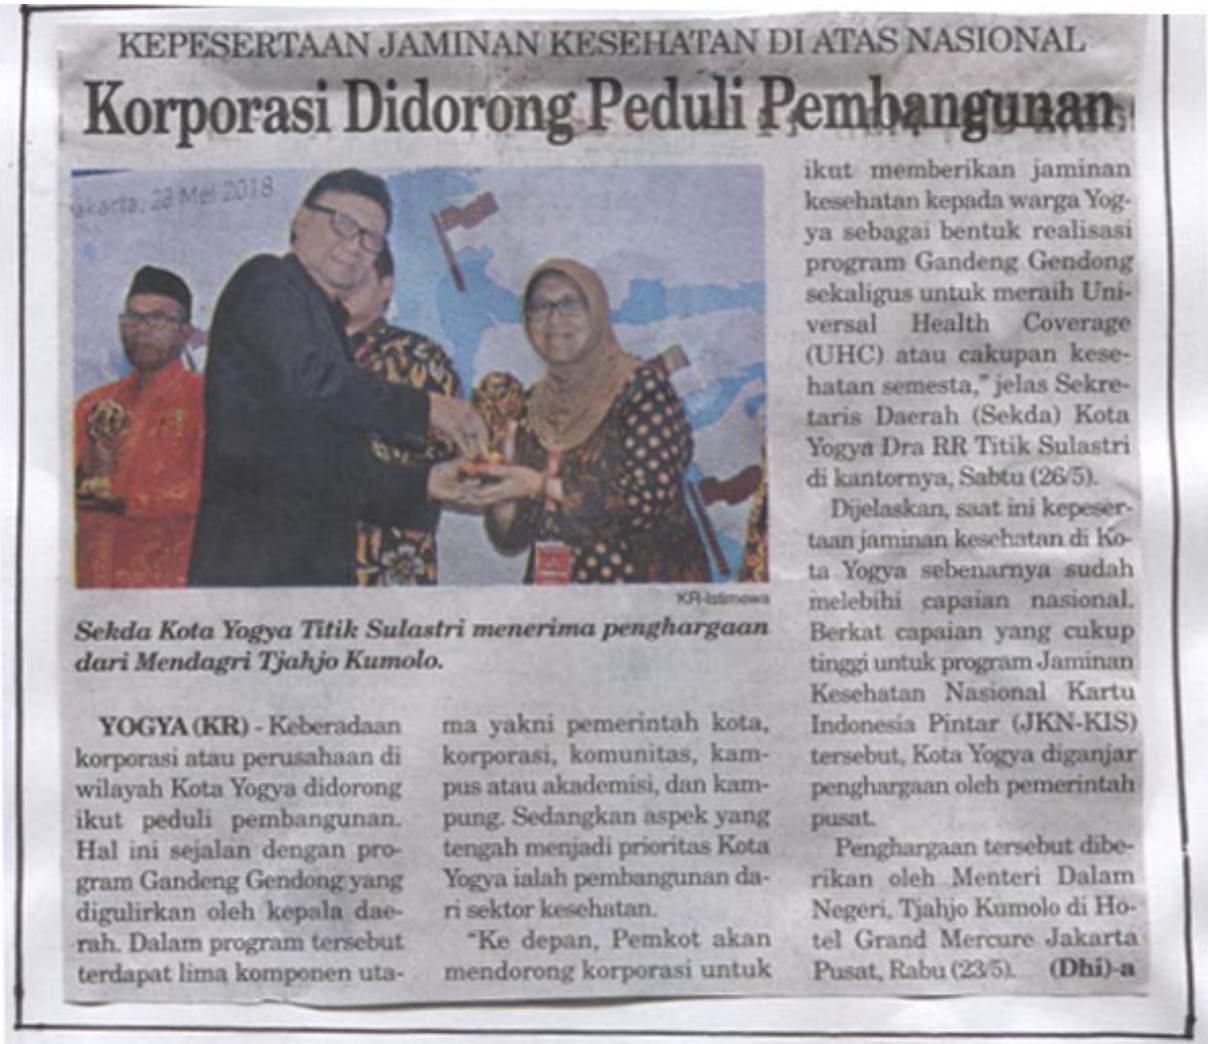 KEPESERTAAN JAMINAN KESEHATAN DI ATAS NASIONAL
Korporasi Didorong Peduli Pembangunan
akarta, 23 Mei 2018
KR-Istimewa
Sekda Kota Yogya Titik Sulastri menerima penghargaan
dari Mendagri Tjahjo Kumolo.
YOGYA (KR) - Keberadaan
korporasi atau perusahaan di
wilayah Kota Yogya didorong
ikut peduli pembangunan.
Hal ini sejalan dengan pro-
gram Gandeng Gendong yang
digulirkan oleh kepala dae-
rah. Dalam program tersebut
terdapat lima komponen uta-
ma yakni pemerintah kota,
korporasi, komunitas, kam-
pus atau akademisi, dan kam-
pung. Sedangkan aspek yang
tengah menjadi prioritas Kota
Yogya ialah pembangunan da-
ri sektor kesehatan.
"Ke depan, Pemkot akan
mendorong korporasi untuk
ikut memberikan jaminan
kesehatan kepada warga Yog-
ya sebagai bentuk realisasi
program Gandeng Gendong
sekaligus untuk meraih Uni-
versal Health Coverage
(UHC) atau cakupan kese-
hatan semesta," jelas Sekre-
taris Daerah (Sekda) Kota
Yogya Dra RR Titik Sulastri
di kantornya, Sabtu (26/5).
Dijelaskan, saat ini kepeser-
taan jaminan kesehatan di Ko-
ta Yogya sebenarnya sudah
melebihi capaian nasional.
Berkat capaian yang cukup
tinggi untuk program Jaminan
Kesehatan Nasional Kartu
Indonesia Pintar (JKN-KIS)
tersebut, Kota Yogya diganjar
penghargaan oleh pemerintah
pusat.
Penghargaan tersebut dibe-
rikan oleh Menteri Dalam
Negeri, Tjahjo Kumolo di Ho-
tel Grand Mercure Jakarta
Pusat, Rabu (23/5). (Dhi)-a